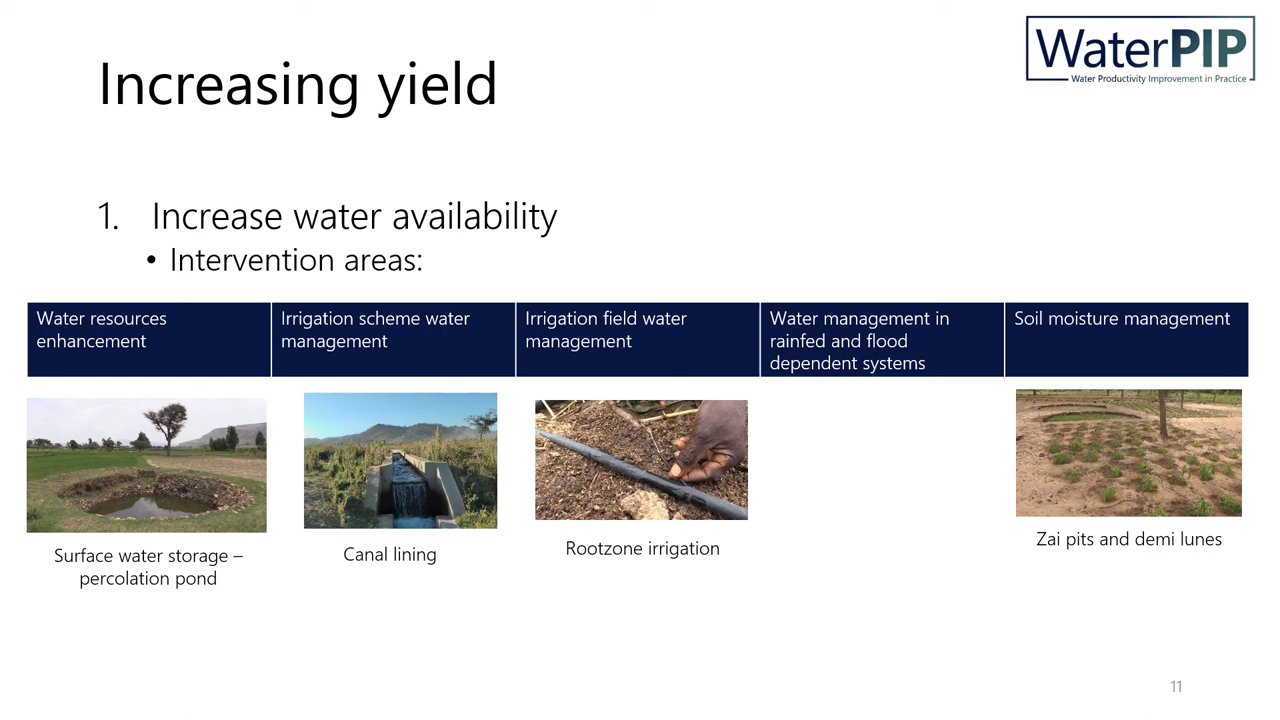 WaterPIP
Water Productivity Improvement in Practice
Increasing yield
1. Increase water availability
• Intervention areas:
Water resources
enhancement
Irrigation scheme water
management
Irrigation field water
management
Water management in
rainfed and flood
dependent systems
Soil moisture management
Surface water storage –
percolation pond
Canal lining
Rootzone irrigation
Zai pits and demi lunes
11